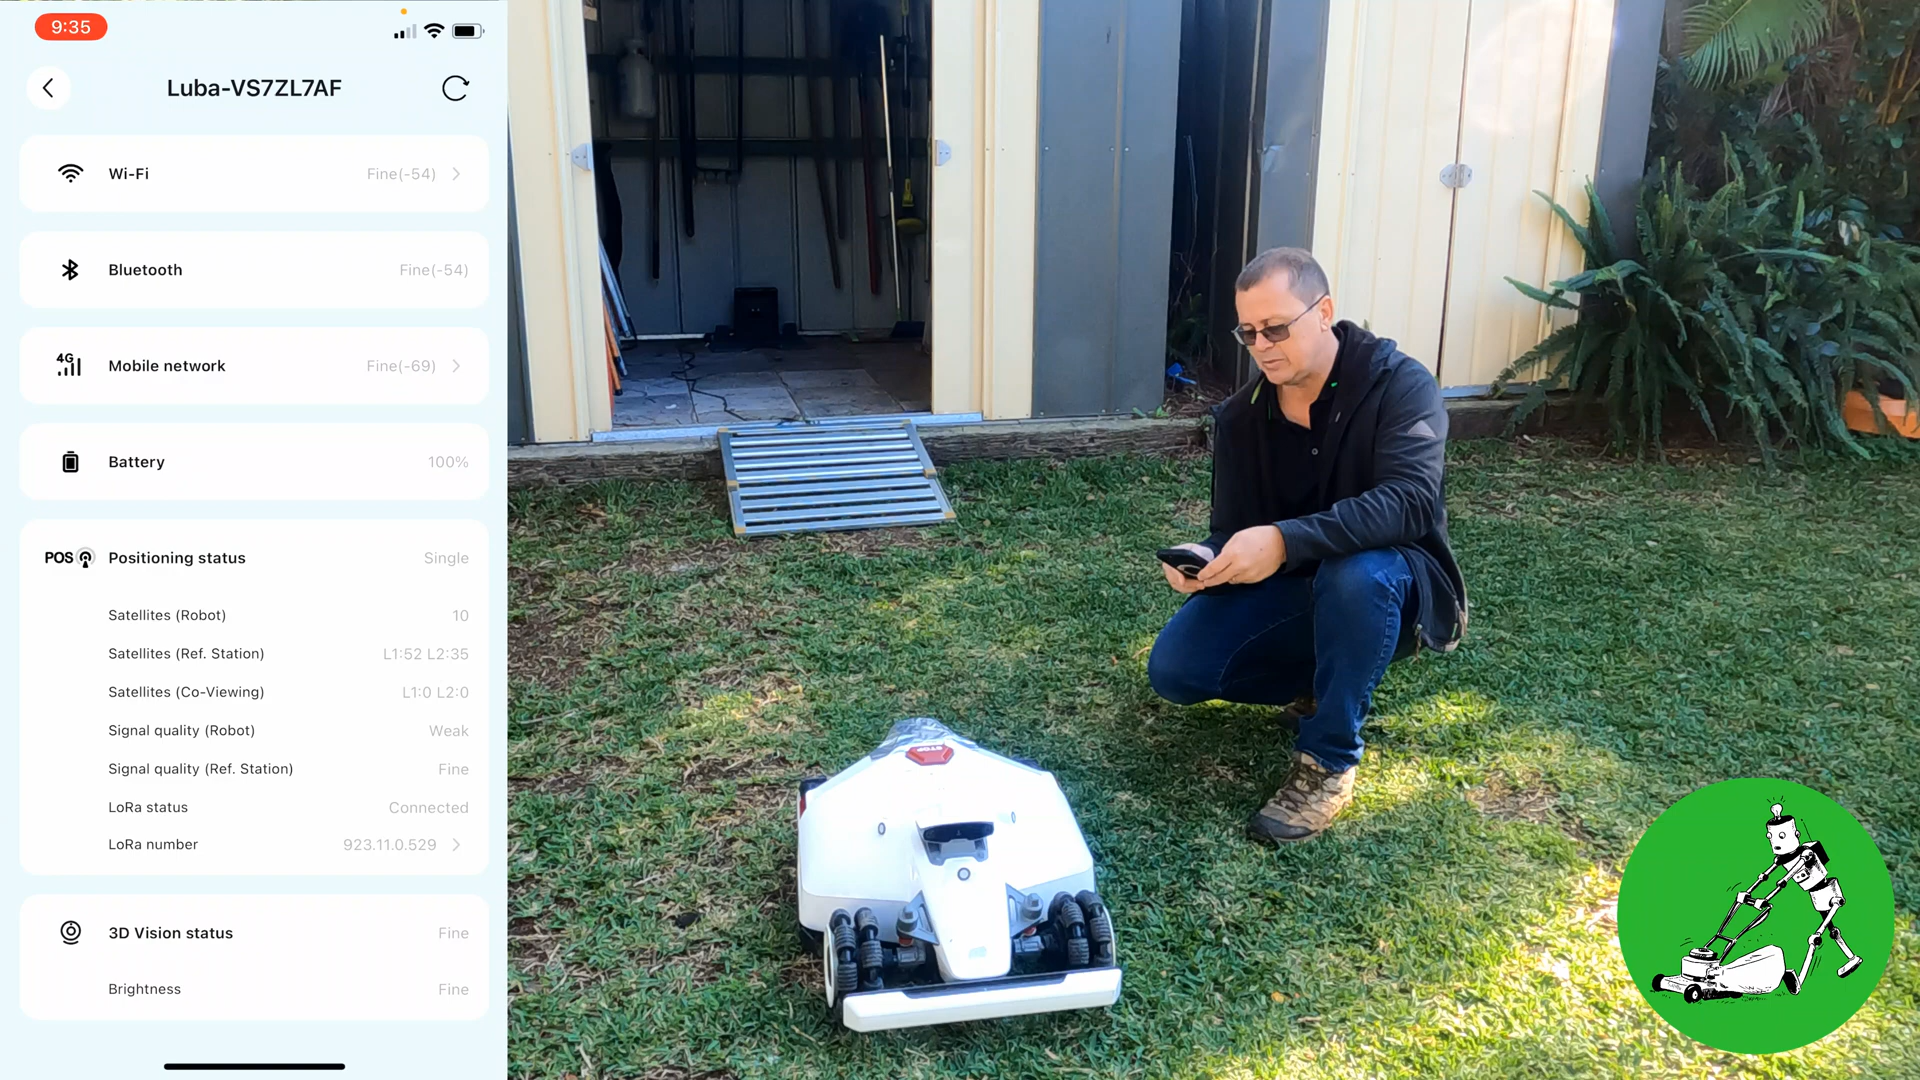 9:35
Luba-VS7ZL7AF
Wi-Fi Fine(-54)
Bluetooth Fine(-54)
4G Mobile network Fine(-69)
Battery 100%
POS Positioning status Single
Satellites (Robot) 10
Satellites (Ref. Station) L1:52 L2:35
Satellites (Co-Viewing) L1:0 L2:0
Signal quality (Robot) Weak
Signal quality (Ref. Station) Fine
LoRa status Connected
LoRa number 923.11.0.529
3D Vision status Fine
Brightness Fine
STOP